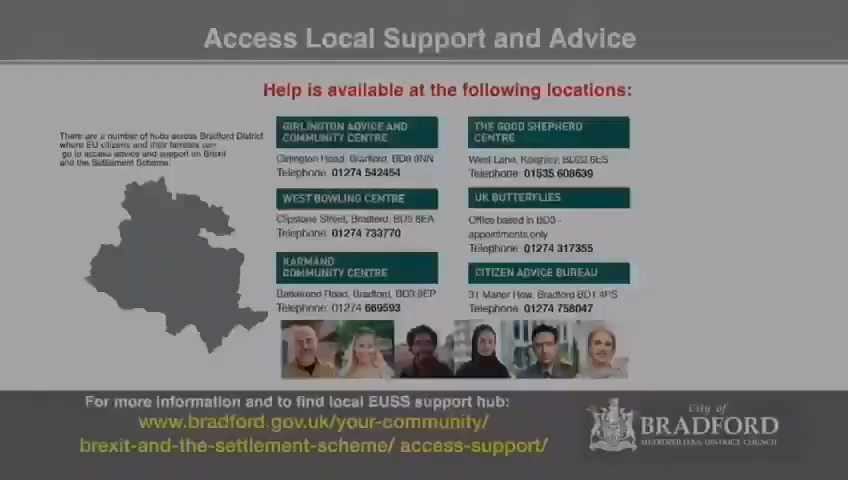 Access Local Support and Advice
Help is available at the following locations:
There are a number of hubs across Bradford District
where EU citizens and their families can
go to access advice and support on Brexit
and the Settlement Scheme.
GIRLINGTON ADVICE AND
COMMUNITY CENTRE
Girlington Road, Bradford, BD8 9NN
Telephone: 01274 542454
WEST BOWLING CENTRE
Clipstone Street, Bradford, BD5 8EA
Telephone: 01274 733770
KARMAND
COMMUNITY CENTRE
Barkerend Road, Bradford, BD3 9EP
Telephone: 01274 669593
THE GOOD SHEPHERD
CENTRE
West Lane, Keighley, BD22 6ES
Telephone: 01535 608639
UK BUTTERFLIES
Office based in BD3 -
appointments only
Telephone: 01274 317355
CITIZEN ADVICE BUREAU
31 Manor Row, Bradford BD1 4PS
Telephone: 01274 758047
For more information and to find local EUSS support hub:
www.bradford.gov.uk/your-community/
brexit-and-the-settlement-scheme/ access-support/
City of
BRADFORD
METROPOLITAN DISTRICT COUNCIL